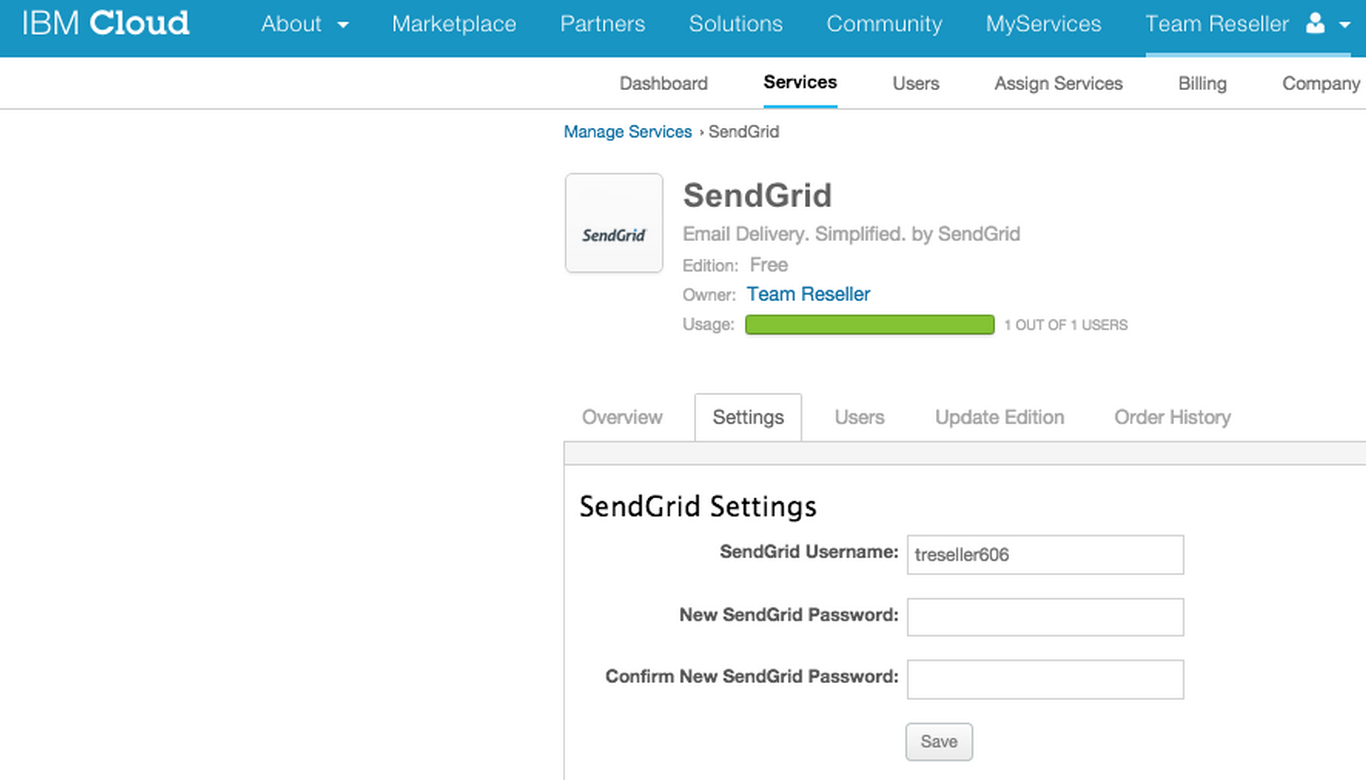 IBM Cloud About Marketplace Partners Solutions Community MyServices Team Reseller
Dashboard Services Users Assign Services Billing Company
Manage Services › SendGrid
SendGrid
SendGrid
Email Delivery. Simplified. by SendGrid
Edition: Free
Owner: Team Reseller
Usage: 1 OUT OF 1 USERS
Overview Settings Users Update Edition Order History
SendGrid Settings
SendGrid Username: treseller606
New SendGrid Password:
Confirm New SendGrid Password:
Save